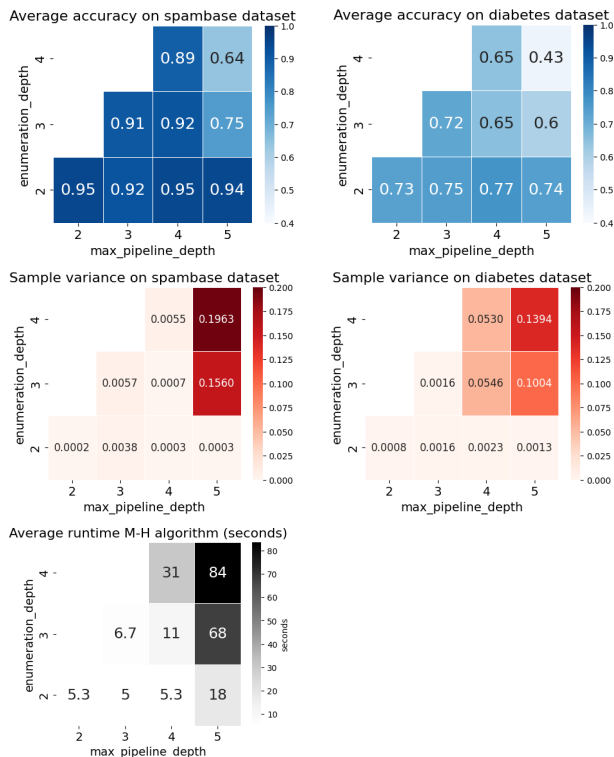 Average accuracy on spambase dataset
enumeration_depth
4
3
2
0.89 0.64
0.91 0.92 0.75
0.95 0.92 0.95 0.94
2 3 4 5
max_pipeline_depth
1.0
0.9
0.8
0.7
0.6
0.5
0.4
Average accuracy on diabetes dataset
enumeration_depth
4
3
2
0.65 0.43
0.72 0.65 0.6
0.73 0.75 0.77 0.74
2 3 4 5
max_pipeline_depth
1.0
0.9
0.8
0.7
0.6
0.5
0.4
Sample variance on spambase dataset
enumeration_depth
4
3
2
0.0055 0.1963
0.0057 0.0007 0.1560
0.0002 0.0038 0.0003 0.0003
2 3 4 5
max_pipeline_depth
0.200
0.175
0.150
0.125
0.100
0.075
0.050
0.025
0.000
Sample variance on diabetes dataset
enumeration_depth
4
3
2
0.0530 0.1394
0.0016 0.0546 0.1004
0.0008 0.0016 0.0023 0.0013
2 3 4 5
max_pipeline_depth
0.200
0.175
0.150
0.125
0.100
0.075
0.050
0.025
0.000
Average runtime M-H algorithm (seconds)
enumeration_depth
4
3
2
31 84
6.7 11 68
5.3 5 5.3 18
2 3 4 5
max_pipeline_depth
80
70
60
50
40
30
20
10
seconds